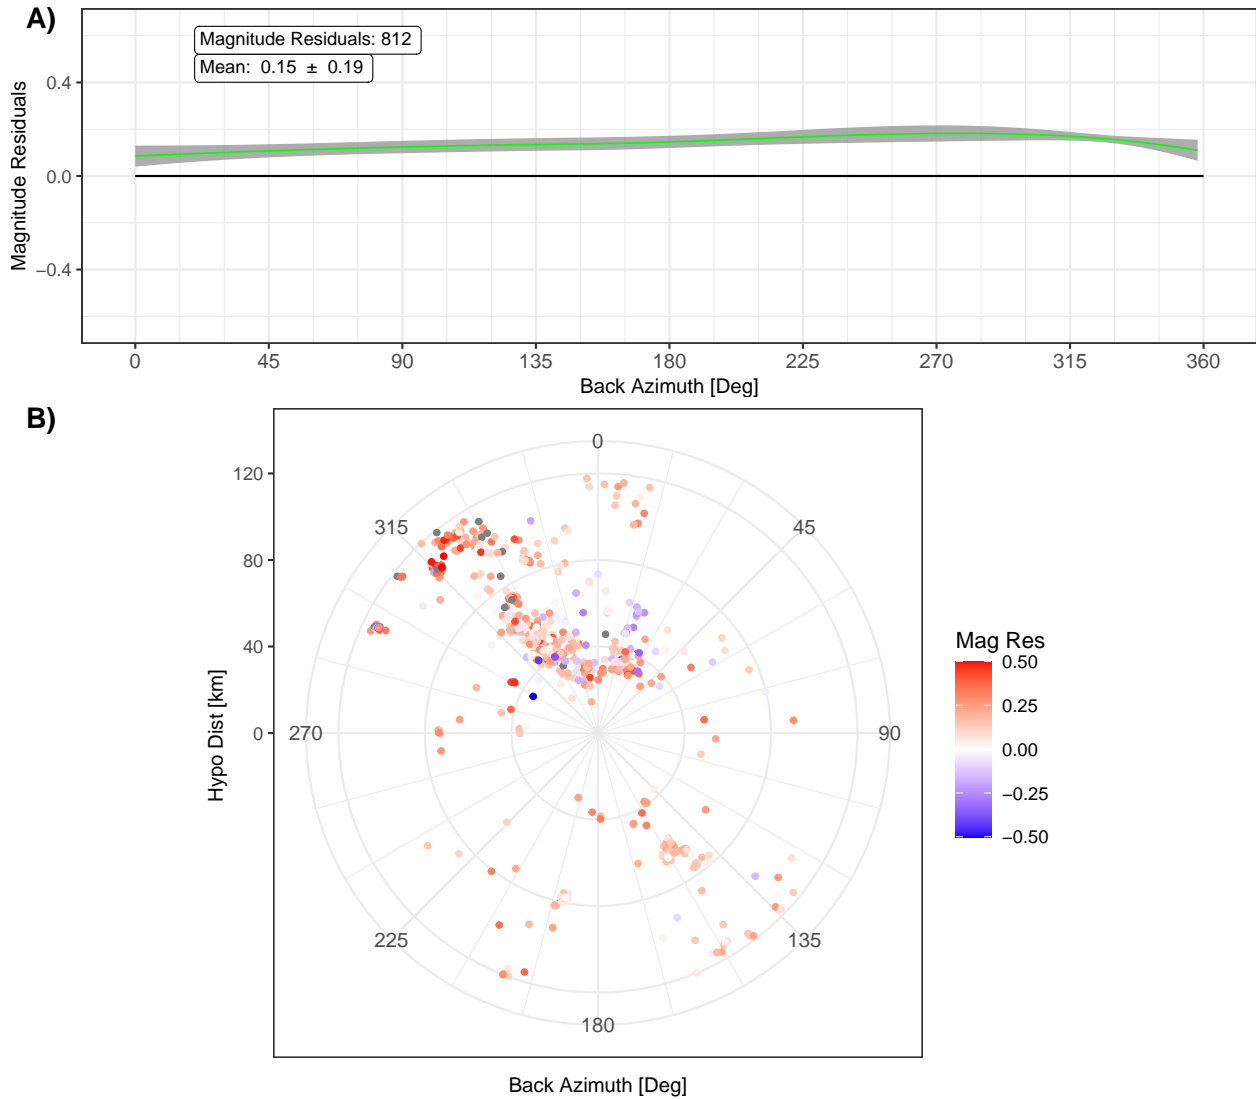 A)
Magnitude Residuals: 812
Mean:  0.15  ±  0.19
Magnitude Residuals
0.4
0.0
−0.4
0 45 90 135 180 225 270 315 360
Back Azimuth [Deg]
B)
Hypo Dist [km]
120
80
40
0
0
45
90
135
180
225
270
315
Back Azimuth [Deg]
Mag Res
0.50
0.25
0.00
−0.25
−0.50